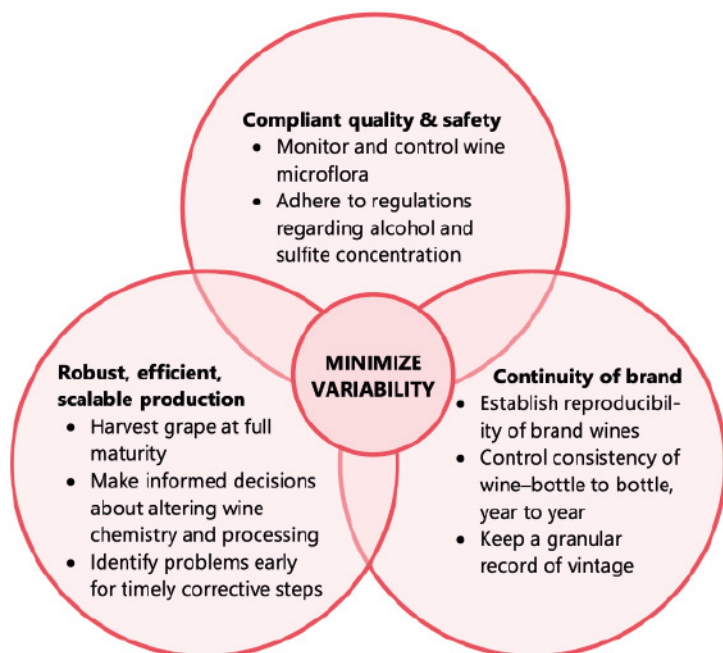 Compliant quality & safety
• Monitor and control wine
microflora
• Adhere to regulations
regarding alcohol and
sulfite concentration
MINIMIZE
VARIABILITY
Robust, efficient,
scalable production
• Harvest grape at full
maturity
• Make informed decisions
about altering wine
chemistry and processing
• Identify problems early
for timely corrective steps
Continuity of brand
• Establish reproducibil-
ity of brand wines
• Control consistency of
wine–bottle to bottle,
year to year
• Keep a granular
record of vintage